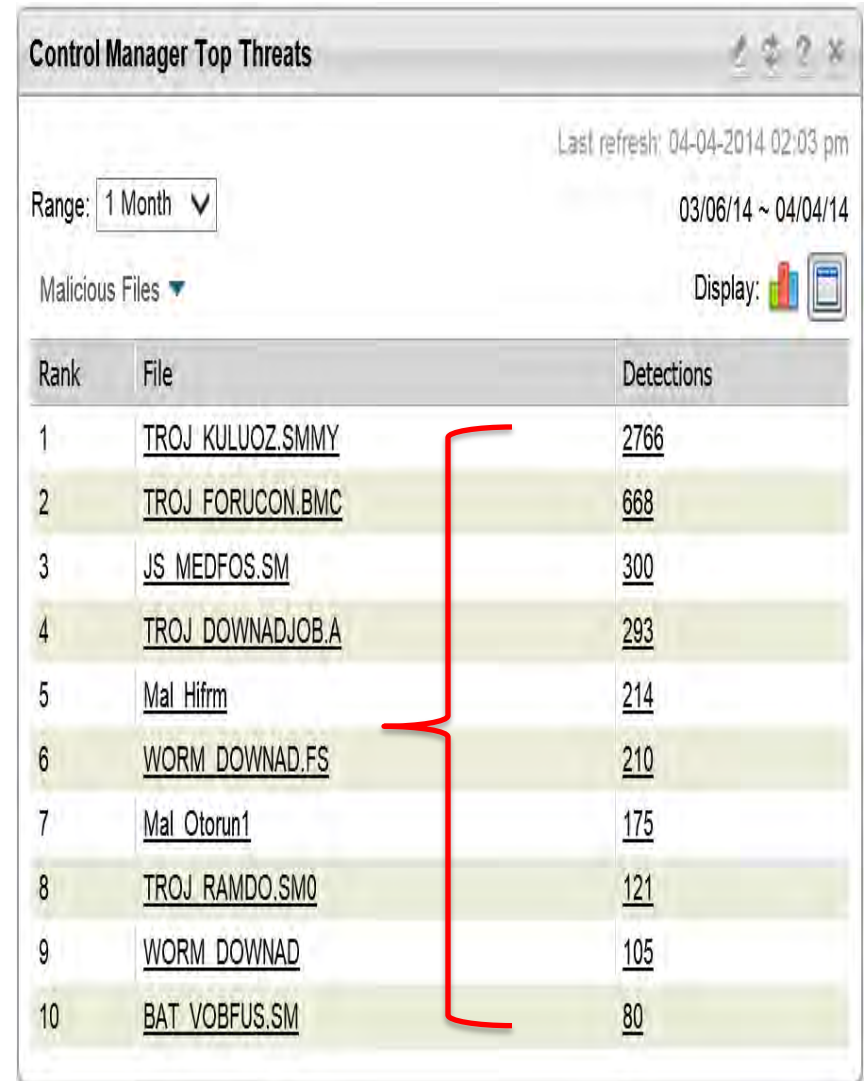 Control Manager Top Threats
Last refresh: 04-04-2014 02:03 pm
Range: 1 Month
03/06/14 ~ 04/04/14
Malicious Files
Display:
Rank File Detections
1 TROJ_KULUOZ.SMMY 2766
2 TROJ_FORUCON.BMC 668
3 JS_MEDFOS.SM 300
4 TROJ_DOWNADJOB.A 293
5 Mal_Hifrm 214
6 WORM_DOWNAD.FS 210
7 Mal_Otorun1 175
8 TROJ_RAMDO.SM0 121
9 WORM_DOWNAD 105
10 BAT_VOBFUS.SM 80